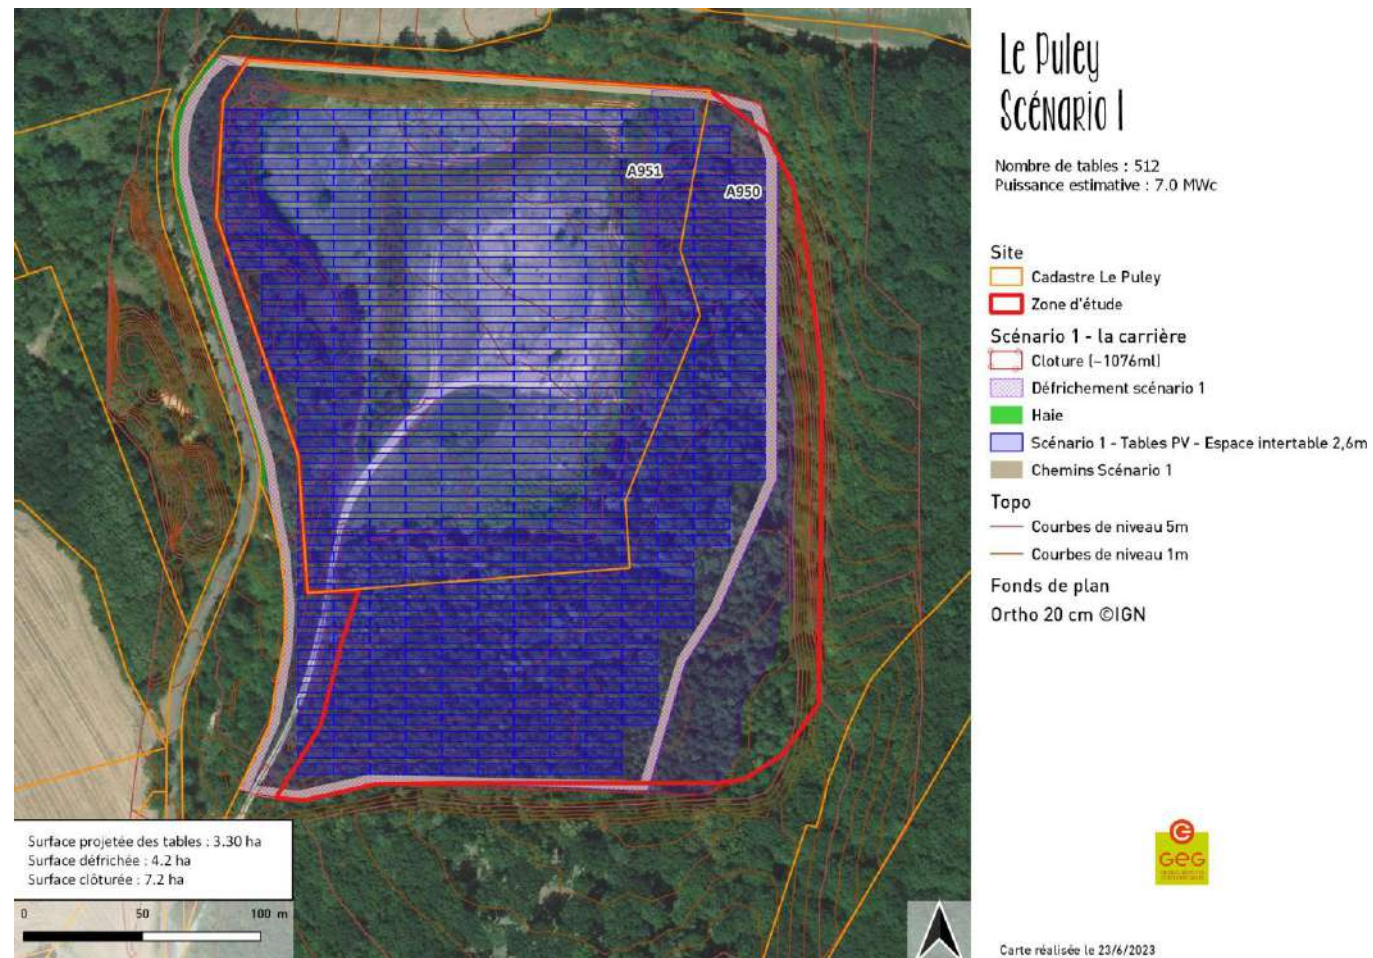 Le Puley
Scénario 1
Nombre de tables : 512
Puissance estimative : 7.0 MWc
Site
Cadastre Le Puley
Zone d'étude
Scénario 1 - la carrière
Cloture (~1076ml)
Défrichement scénario 1
Haie
Scénario 1 - Tables PV - Espace intertable 2,6m
Chemins Scénario 1
Topo
Courbes de niveau 5m
Courbes de niveau 1m
Fonds de plan
Ortho 20 cm ©IGN
A951
A950
Surface projetée des tables : 3.30 ha
Surface défrichée : 4.2 ha
Surface clôturée : 7.2 ha
0 50 100 m
GEG
Carte réalisée le 23/6/2023